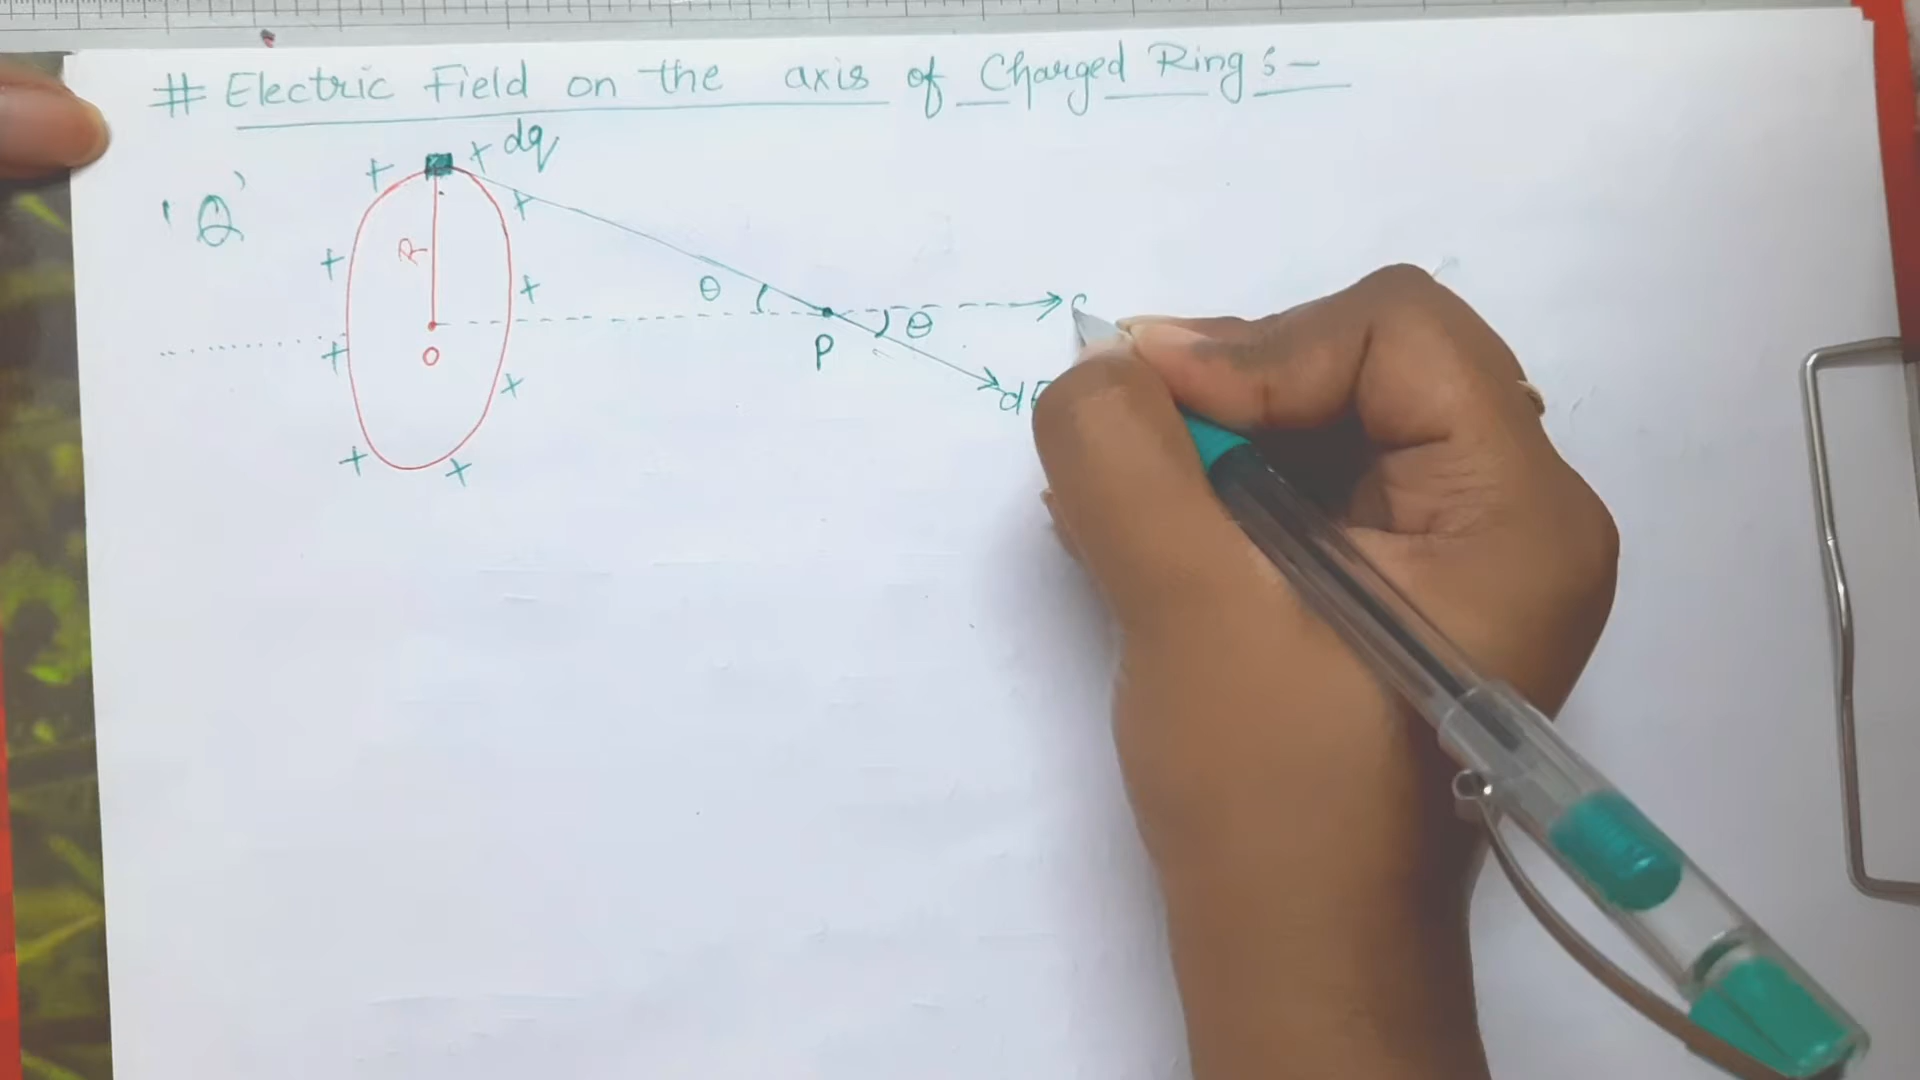 # Electric Field on the axis of Charged Ring :-
dq
'Q'
R
θ
θ
P
O